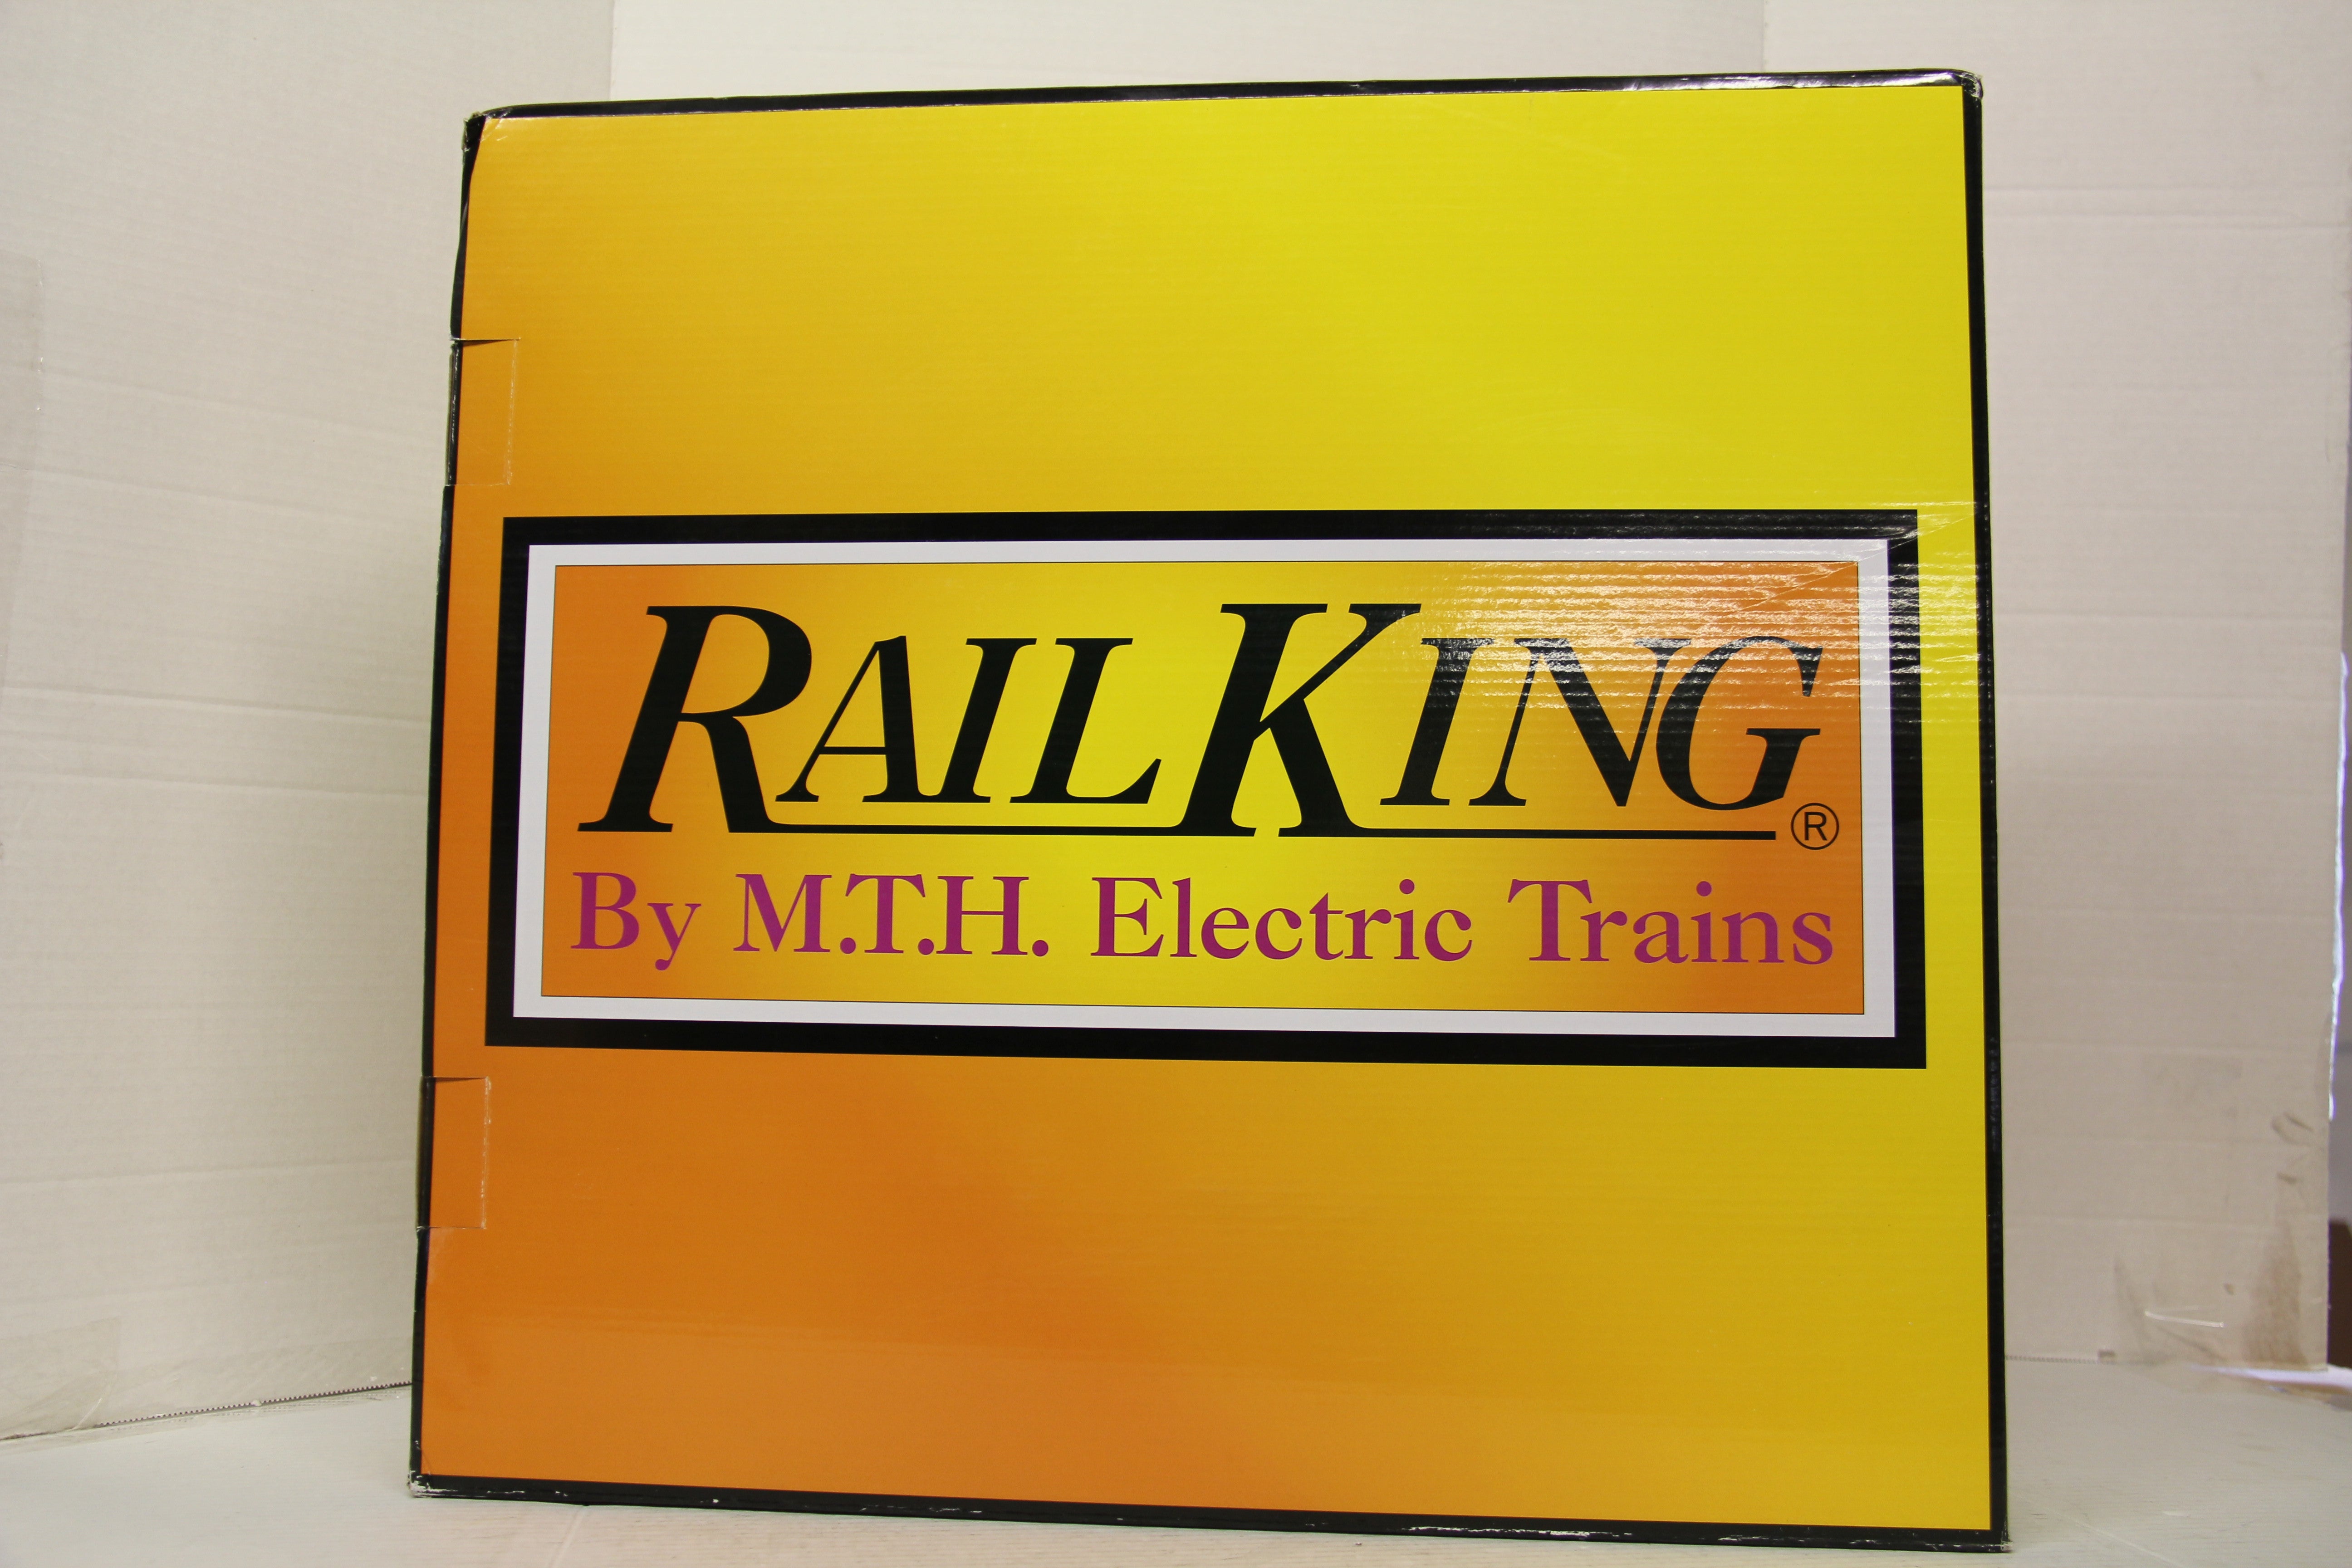 RAILKING®
By M.T.H. Electric Trains